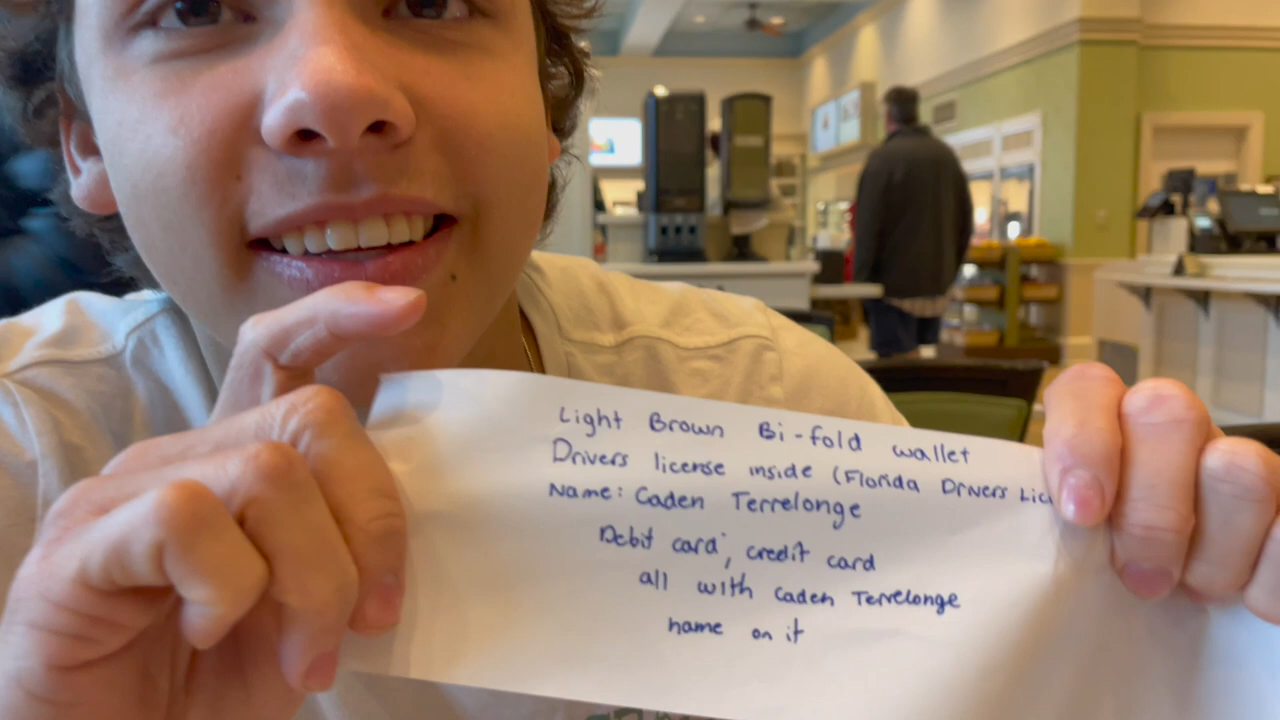 Light Brown Bi-fold wallet
Drivers license inside (Florida Drivers Lic
Name: Caden Terrelonge
Debit card, credit card
all with Caden Terrelonge
name on it